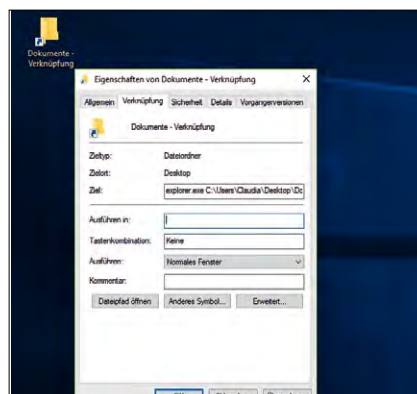 Dokumente -
Verknüpfung
Eigenschaften von Dokumente - Verknüpfung
Allgemein Verknüpfung Sicherheit Details Vorgängerversionen
Dokumente - Verknüpfung
Zieltyp: Dateiordner
Zielort: Desktop
Ziel: explorer.exe C:\Users\Claudia\Desktop\Do
Ausführen in:
Tastenkombination: Keine
Ausführen: Normales Fenster
Kommentar:
Dateipfad öffnen Anderes Symbol... Erweitert...